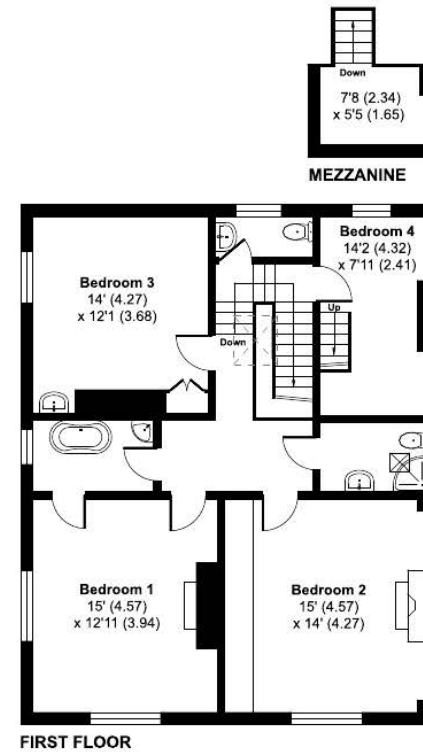 Down
7'8 (2.34)
x 5'5 (1.65)
MEZZANINE
Bedroom 4
14'2 (4.32)
x 7'11 (2.41)
Bedroom 3
14' (4.27)
x 12'1 (3.68)
Up
Down
Bedroom 1
15' (4.57)
x 12'11 (3.94)
Bedroom 2
15' (4.57)
x 14' (4.27)
FIRST FLOOR